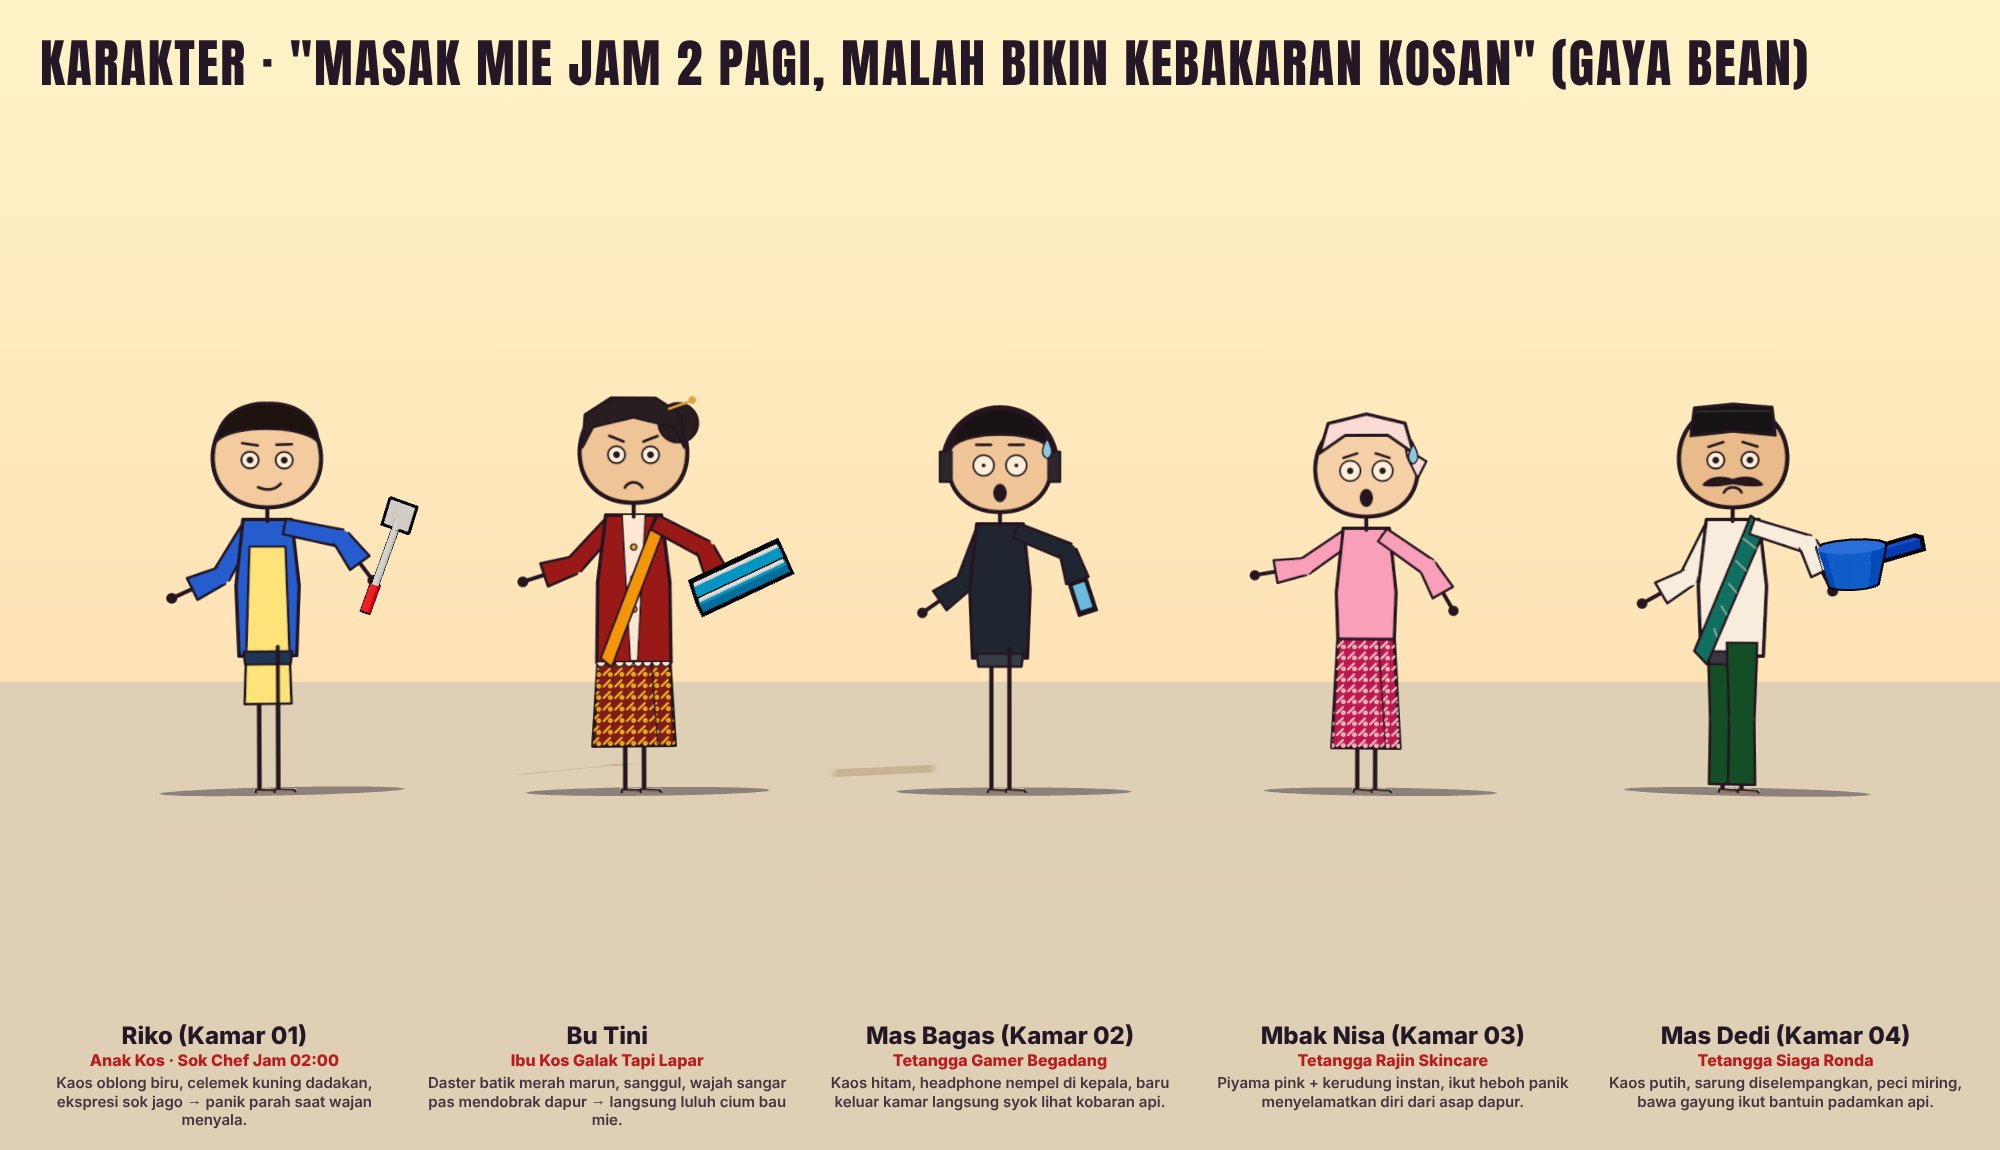 KARAKTER · "MASAK MIE JAM 2 PAGI, MALAH BIKIN KEBAKARAN KOSAN" (GAYA BEAN)
Riko (Kamar 01)
Anak Kos · Sok Chef Jam 02:00
Kaos oblong biru, celemek kuning dadakan,
ekspresi sok jago → panik parah saat wajan
menyala.
Bu Tini
Ibu Kos Galak Tapi Lapar
Daster batik merah marun, sanggul, wajah sangar
pas mendobrak dapur → langsung luluh cium bau
mie.
Mas Bagas (Kamar 02)
Tetangga Gamer Begadang
Kaos hitam, headphone nempel di kepala, baru
keluar kamar langsung syok lihat kobaran api.
Mbak Nisa (Kamar 03)
Tetangga Rajin Skincare
Piyama pink + kerudung instan, ikut heboh panik
menyelamatkan diri dari asap dapur.
Mas Dedi (Kamar 04)
Tetangga Siaga Ronda
Kaos putih, sarung diselempangkan, peci miring,
bawa gayung ikut bantuin padamkan api.